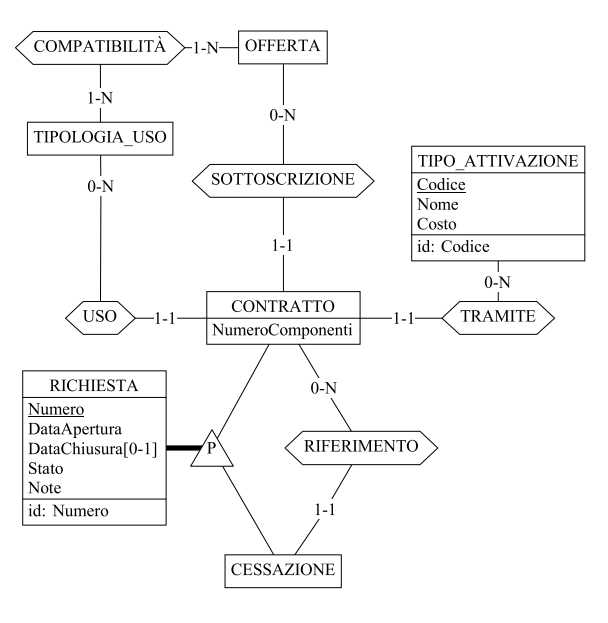 COMPATIBILITÀ
1-N
OFFERTA
1-N
0-N
TIPOLOGIA_USO
0-N
SOTTOSCRIZIONE
TIPO_ATTIVAZIONE
Codice
Nome
Costo
id: Codice
1-1
0-N
USO
1-1
CONTRATTO
NumeroComponenti
1-1
TRAMITE
RICHIESTA
Numero
DataApertura
DataChiusura[0-1]
Stato
Note
id: Numero
P
0-N
RIFERIMENTO
1-1
CESSAZIONE